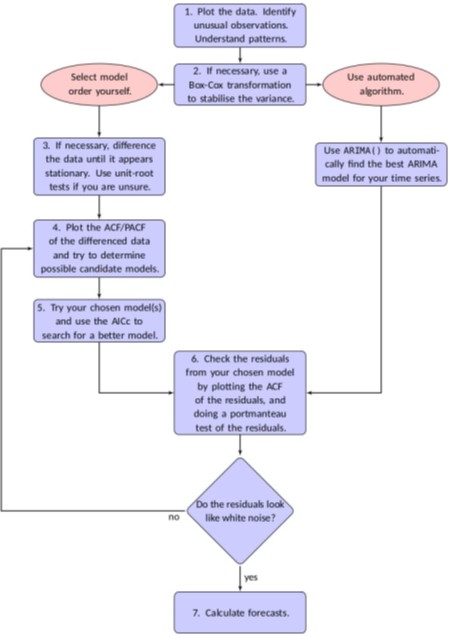 1. Plot the data. Identify
unusual observations.
Understand patterns.
Select model
order yourself.
2. If necessary, use a
Box-Cox transformation
to stabilise the variance.
Use automated
algorithm.
3. If necessary, difference
the data until it appears
stationary. Use unit-root
tests if you are unsure.
Use ARIMA() to automati-
cally find the best ARIMA
model for your time series.
4. Plot the ACF/PACF
of the differenced data
and try to determine
possible candidate models.
5. Try your chosen model(s)
and use the AICc to
search for a better model.
6. Check the residuals
from your chosen model
by plotting the ACF
of the residuals, and
doing a portmanteau
test of the residuals.
Do the residuals look
like white noise?
no
yes
7. Calculate forecasts.